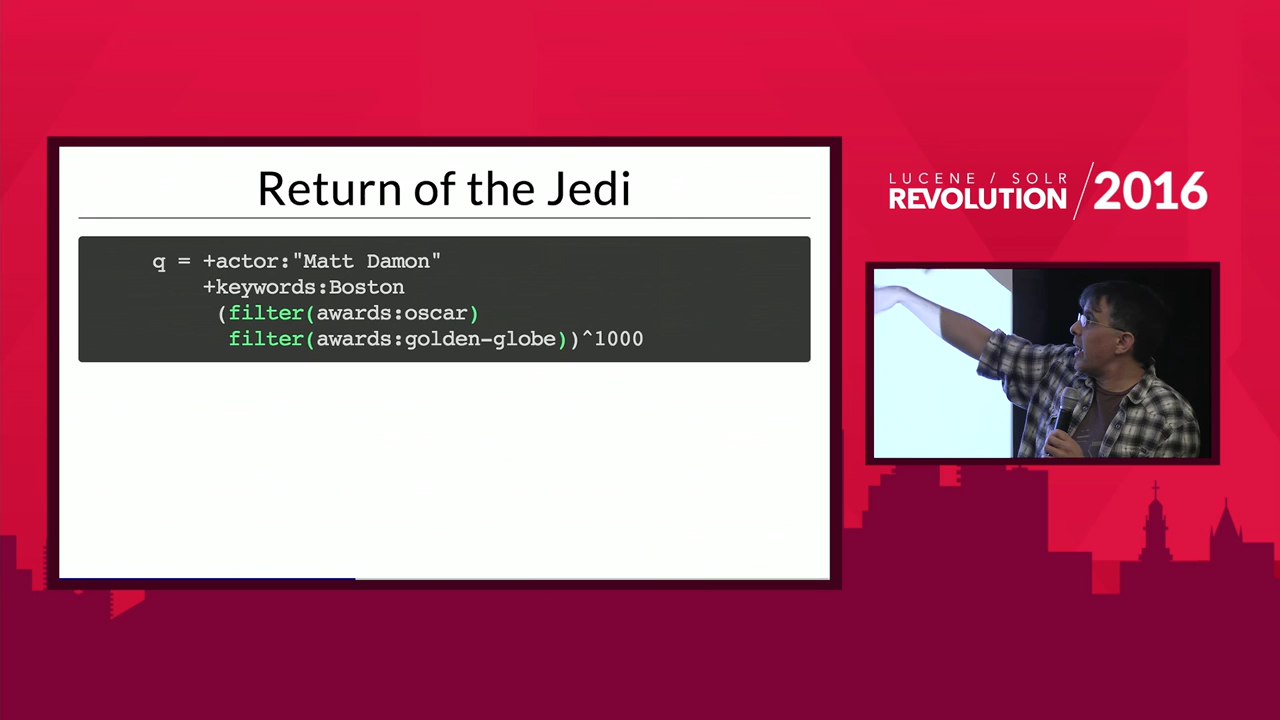 Return of the Jedi
q = +actor:"Matt Damon"
+keywords:Boston
(filter(awards:oscar)
filter(awards:golden-globe))^1000
LUCENE / SOLR
REVOLUTION / 2016